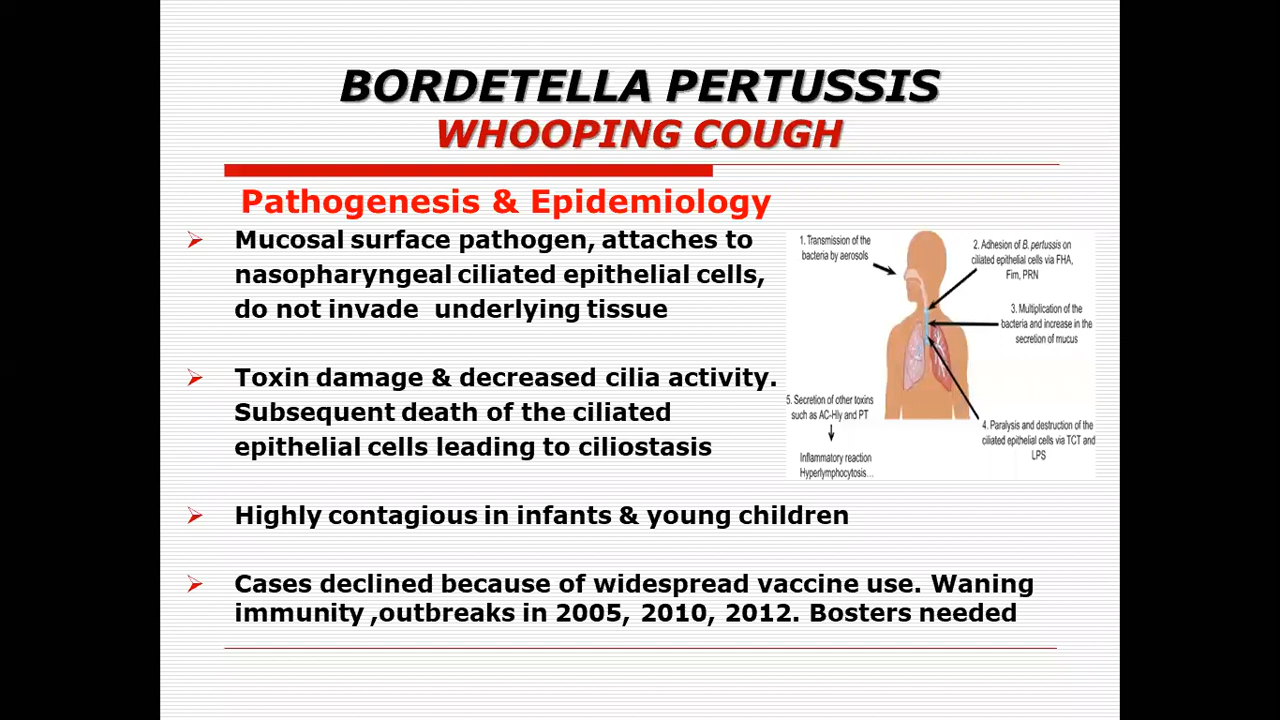 BORDETELLA PERTUSSIS
WHOOPING COUGH
Pathogenesis & Epidemiology
Mucosal surface pathogen, attaches to
nasopharyngeal ciliated epithelial cells,
do not invade underlying tissue
Toxin damage & decreased cilia activity.
Subsequent death of the ciliated
epithelial cells leading to ciliostasis
Highly contagious in infants & young children
Cases declined because of widespread vaccine use. Waning
immunity ,outbreaks in 2005, 2010, 2012. Bosters needed
1. Transmission of the
bacteria by aerosols
2. Adhesion of B. pertussis on
ciliated epithelial cells via FHA,
Fim, PRN
3. Multiplication of the
bacteria and increase in the
secretion of mucus
4. Paralysis and destruction of the
ciliated epithelial cells via TCT and
LPS
5. Secretion of other toxins
such as AC-Hly and PT
Inflammatory reaction
Hyperlymphocytosis...